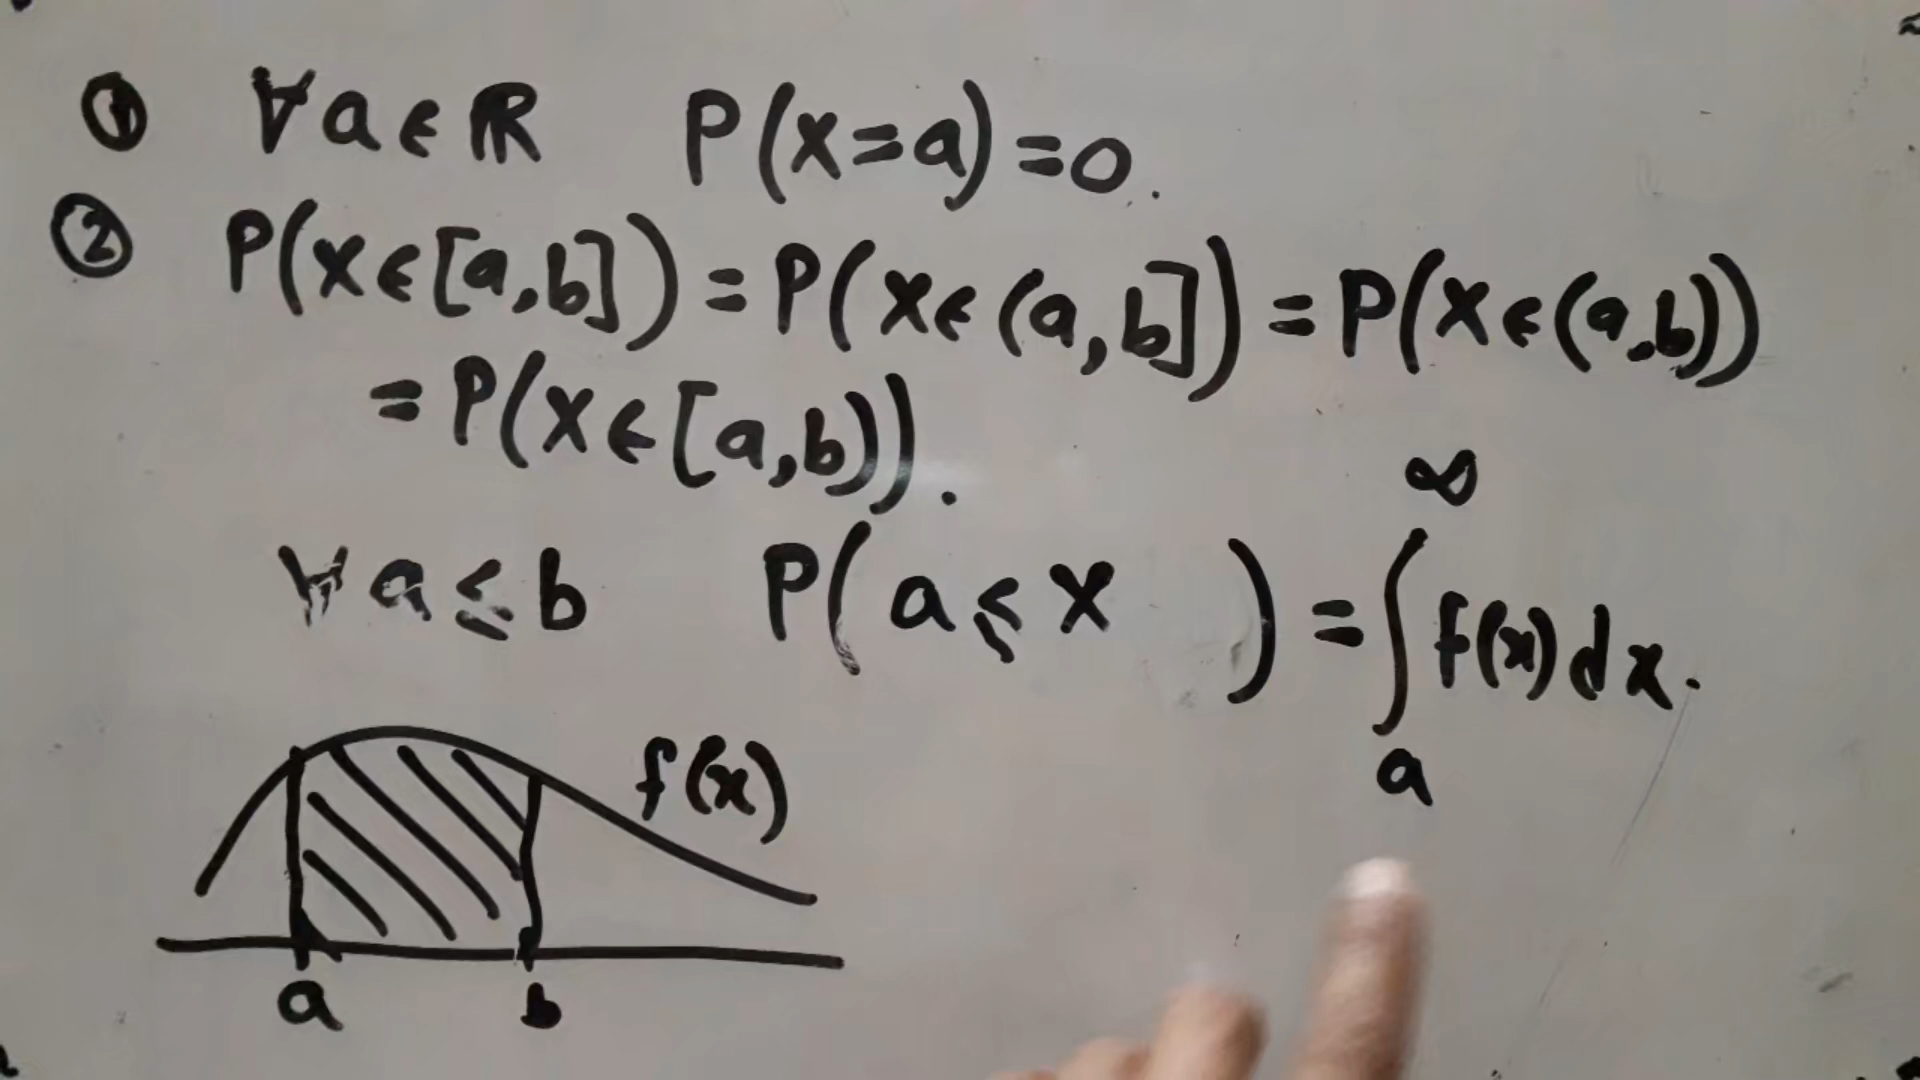 ① ∀a∈ℝ P(X=a)=0.
② P(X∈[a,b])=P(X∈(a,b])=P(X∈(a,b))
=P(X∈[a,b)).
∀a≤b P(a≤X )=∫ₐ^∞ f(x)dx.
f(x)
a b